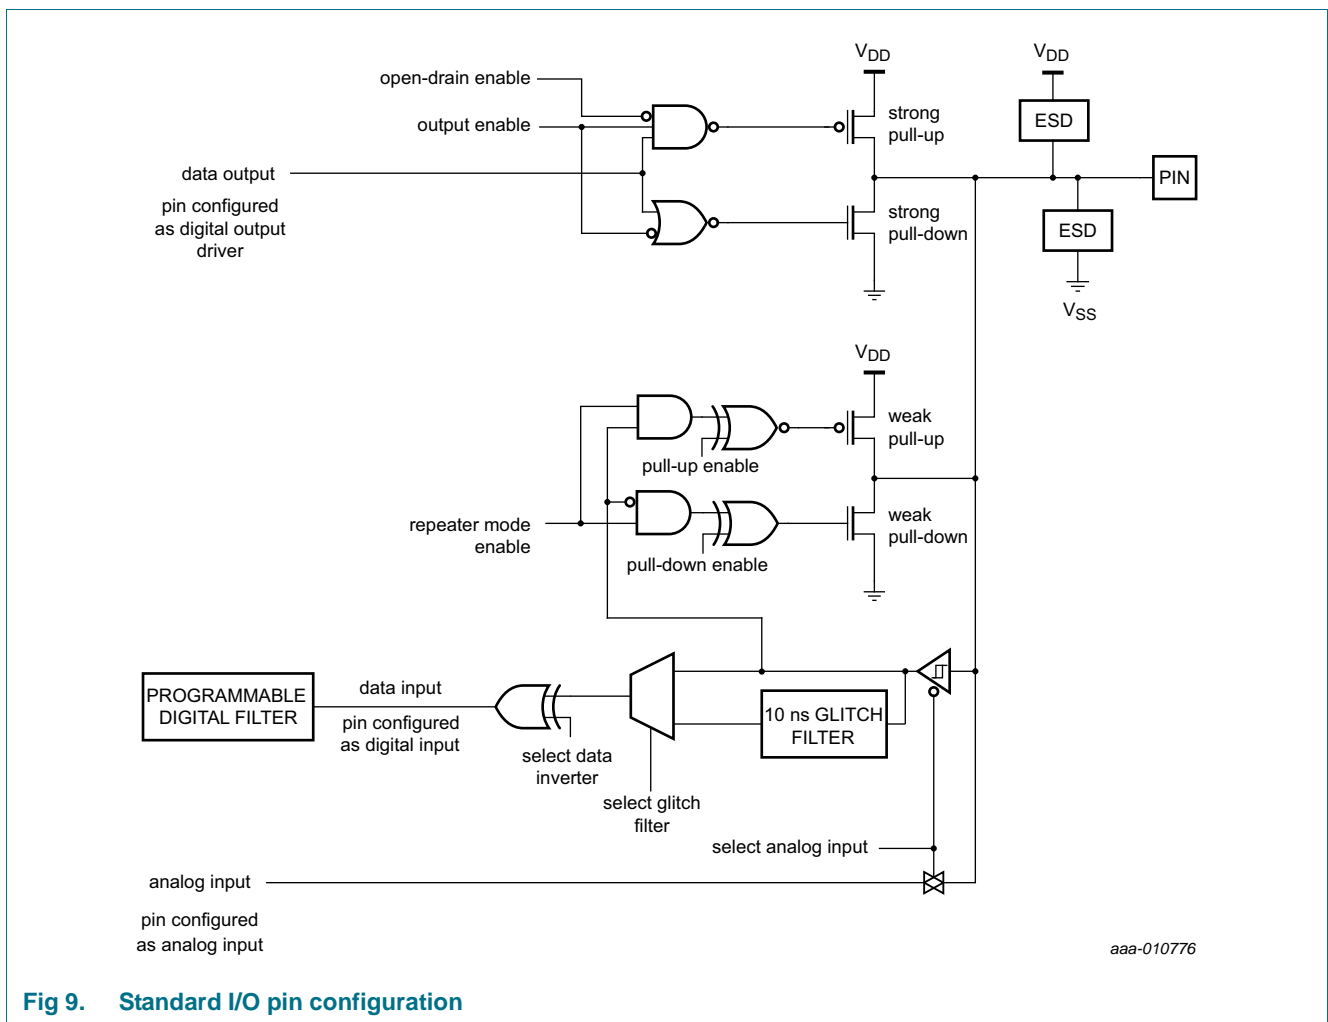 VDD
VDD
open-drain enable
output enable
strong
pull-up
ESD
data output
PIN
pin configured
as digital output
driver
strong
pull-down
ESD
VSS
VDD
weak
pull-up
pull-up enable
repeater mode
enable
weak
pull-down
pull-down enable
PROGRAMMABLE
DIGITAL FILTER
data input
pin configured
as digital input
select data
inverter
10 ns GLITCH
FILTER
select glitch
filter
select analog input
analog input
pin configured
as analog input
aaa-010776
Fig 9. Standard I/O pin configuration